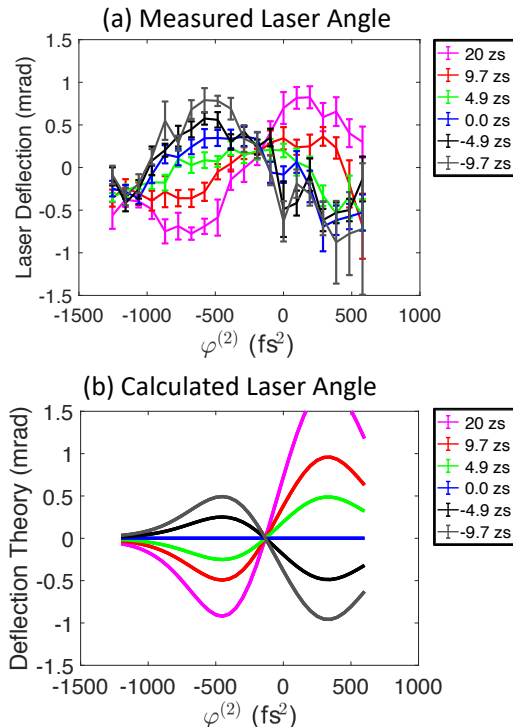 (a) Measured Laser Angle
Laser Deflection (mrad)
1.5
1
0.5
0
-0.5
-1
-1.5
-1500
-1000
-500
0
500
1000
φ(2) (fs2)
20 zs
9.7 zs
4.9 zs
0.0 zs
-4.9 zs
-9.7 zs
(b) Calculated Laser Angle
Deflection Theory (mrad)
1.5
1
0.5
0
-0.5
-1
-1.5
-1500
-1000
-500
0
500
1000
φ(2) (fs2)
20 zs
9.7 zs
4.9 zs
0.0 zs
-4.9 zs
-9.7 zs